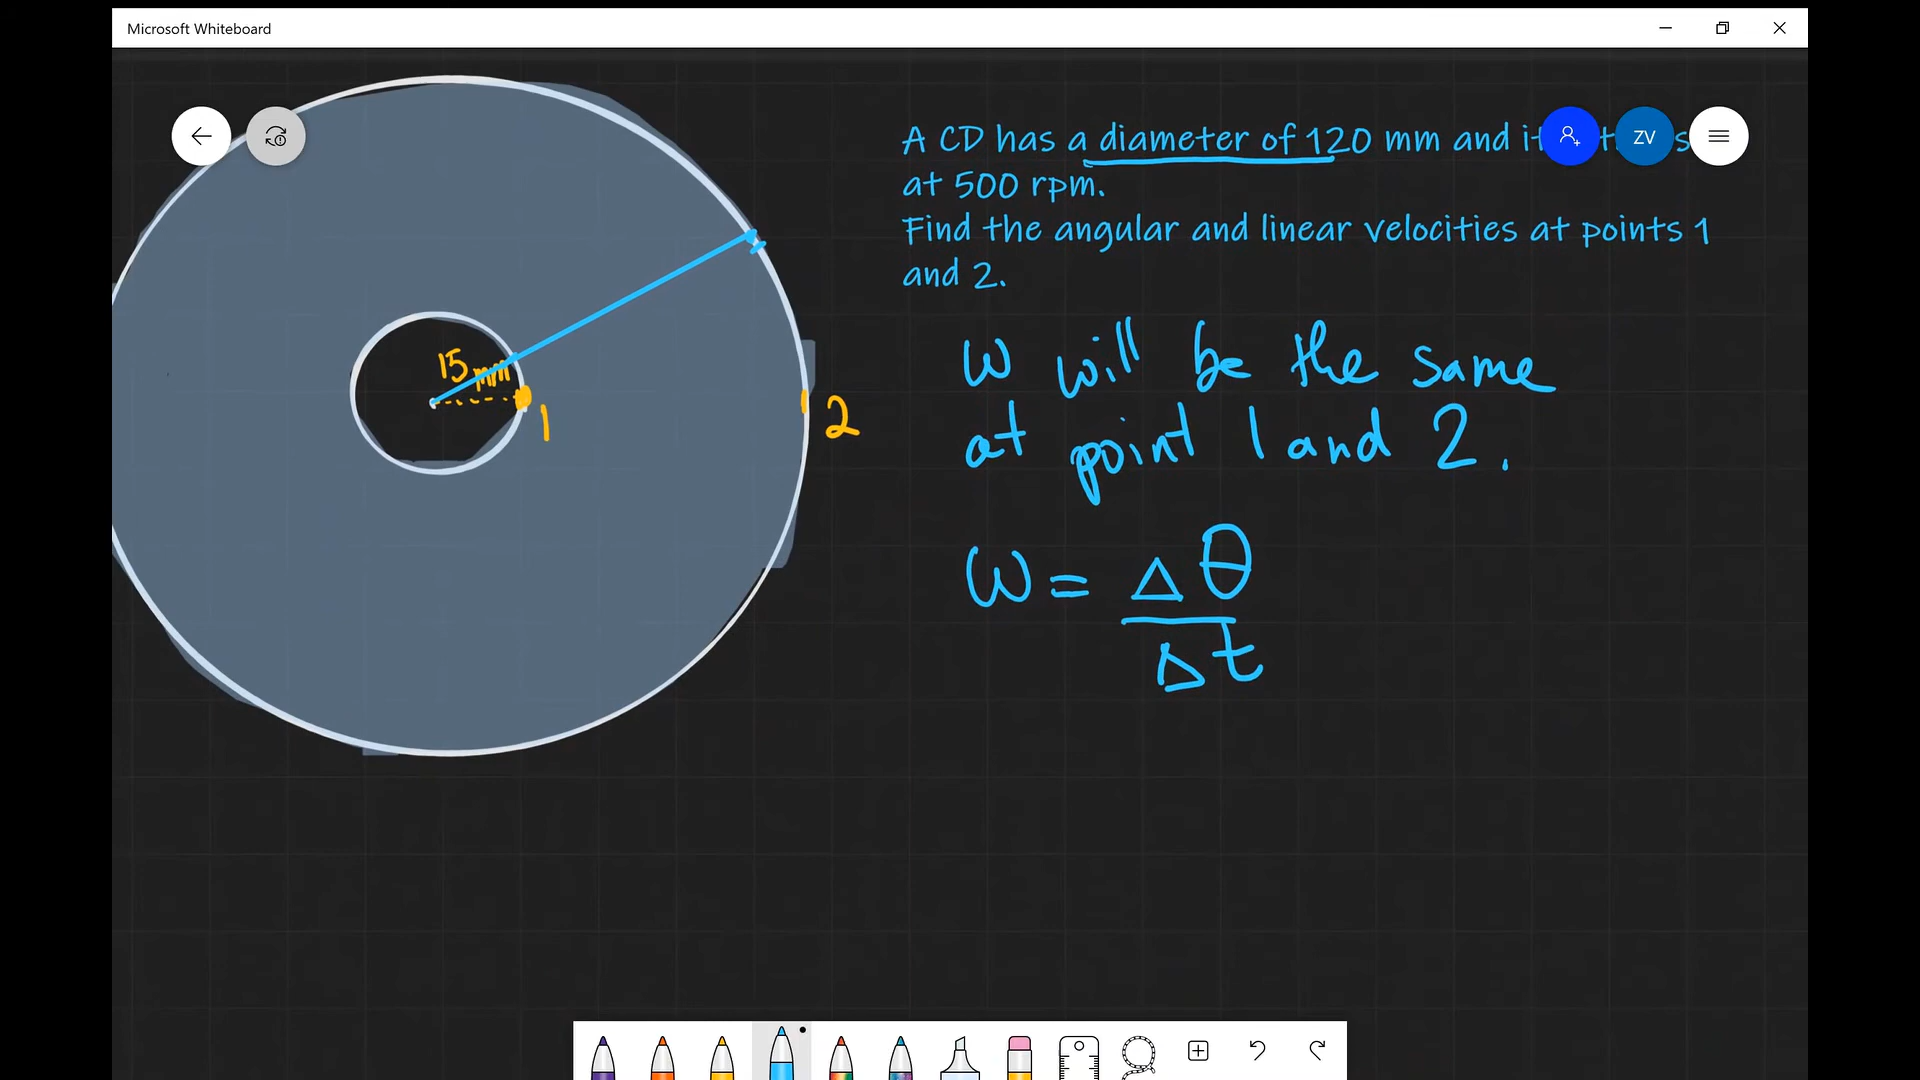 Microsoft Whiteboard
A CD has a diameter of 120 mm and it
at 500 rpm.
Find the angular and linear velocities at points 1
and 2.
ZV
15 mm
1
2
W will be the same
at point 1 and 2.
ω = Δθ
Δt